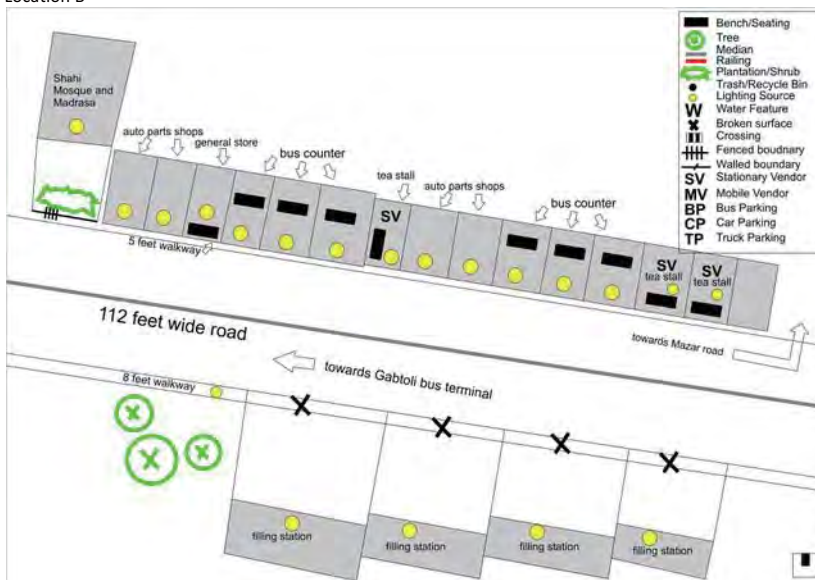 Location D
Shahi
Mosque and
Madrasa
auto parts shops
general store
bus counter
tea stall
auto parts shops
bus counter
SV
SV
tea stall
SV
tea stall
5 feet walkway
towards Mazar road
112 feet wide road
towards Gabtoli bus terminal
8 feet walkway
filling station
filling station
filling station
filling station
Bench/Seating
Tree
Median
Railing
Plantation/Shrub
Trash/Recycle Bin
Lighting Source
W Water Feature
Broken surface
Crossing
Fenced boudnary
Walled boundary
SV Stationary Vendor
MV Mobile Vendor
BP Bus Parking
CP Car Parking
TP Truck Parking